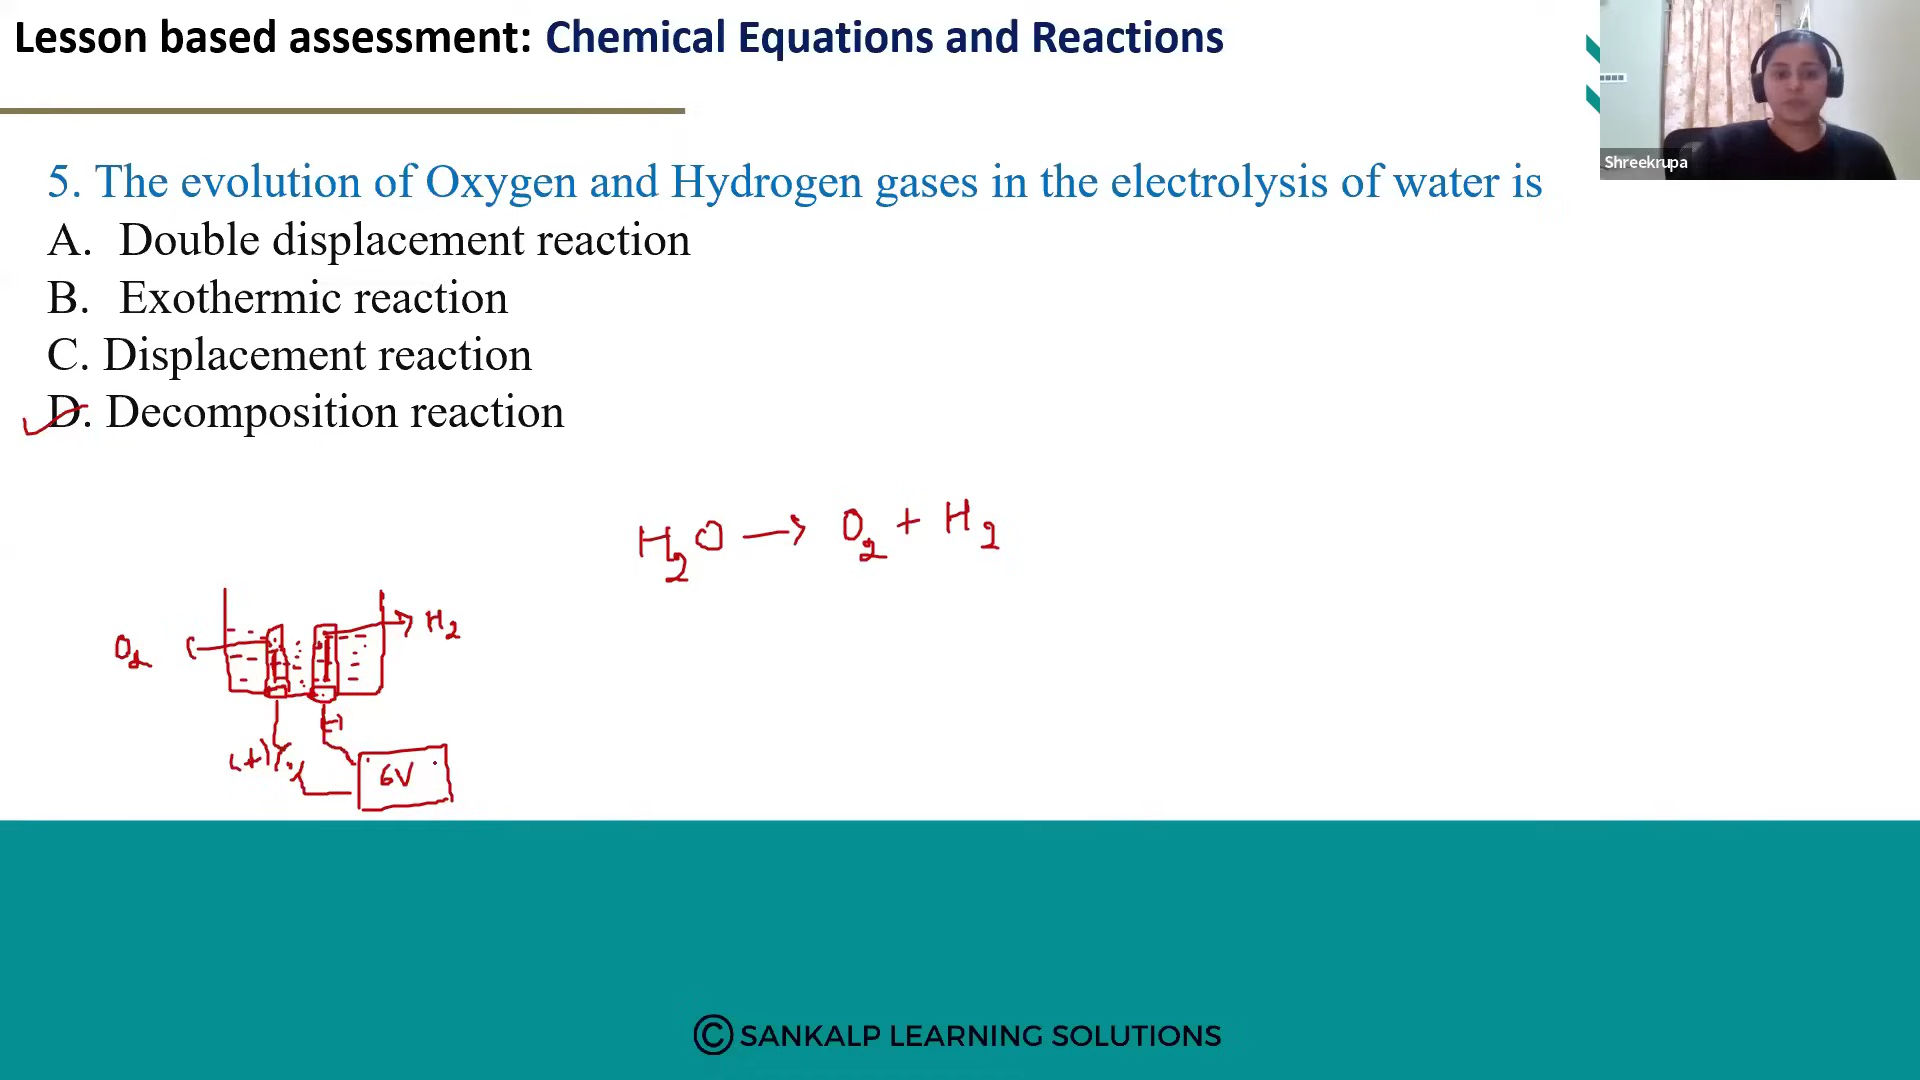 Lesson based assessment: Chemical Equations and Reactions
Shreekrupa
5. The evolution of Oxygen and Hydrogen gases in the electrolysis of water is
A. Double displacement reaction
B. Exothermic reaction
C. Displacement reaction
D. Decomposition reaction
H₂O → O₂ + H₂
H₂
O₂
(+)
6V
© SANKALP LEARNING SOLUTIONS